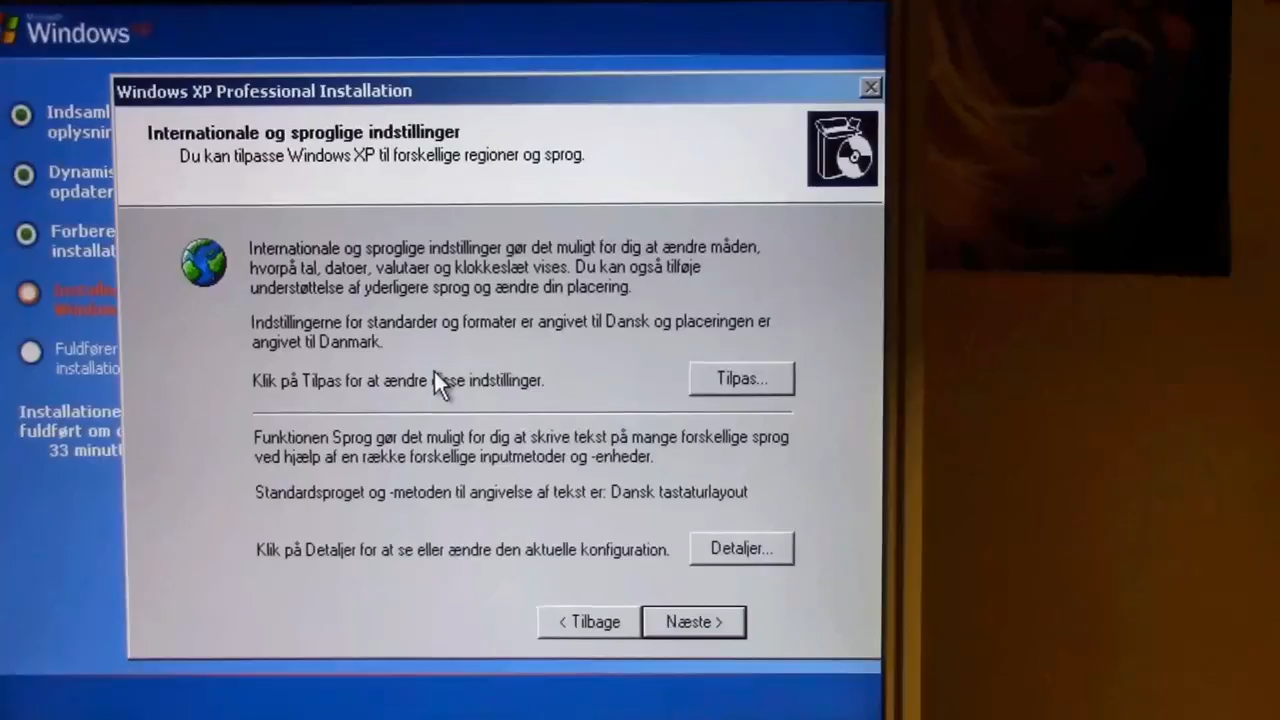 Windows
Windows XP Professional Installation
Internationale og sproglige indstillinger
Du kan tilpasse Windows XP til forskellige regioner og sprog.
Indsaml
oplysnin
Dynamis
opdater
Forbere
installat
Installe
Window
Fuldfører
installatio
Installatione
fuldført om
33 minut
Internationale og sproglige indstillinger gør det muligt for dig at ændre måden,
hvorpå tal, datoer, valutaer og klokkeslæt vises. Du kan også tilføje
understøttelse af yderligere sprog og ændre din placering.
Indstillingerne for standarder og formater er angivet til Dansk og placeringen er
angivet til Danmark.
Klik på Tilpas for at ændre disse indstillinger.
Tilpas...
Funktionen Sprog gør det muligt for dig at skrive tekst på mange forskellige sprog
ved hjælp af en række forskellige inputmetoder og -enheder.
Standardsproget og -metoden til angivelse af tekst er: Dansk tastaturlayout
Klik på Detaljer for at se eller ændre den aktuelle konfiguration.
Detaljer...
< Tilbage
Næste >